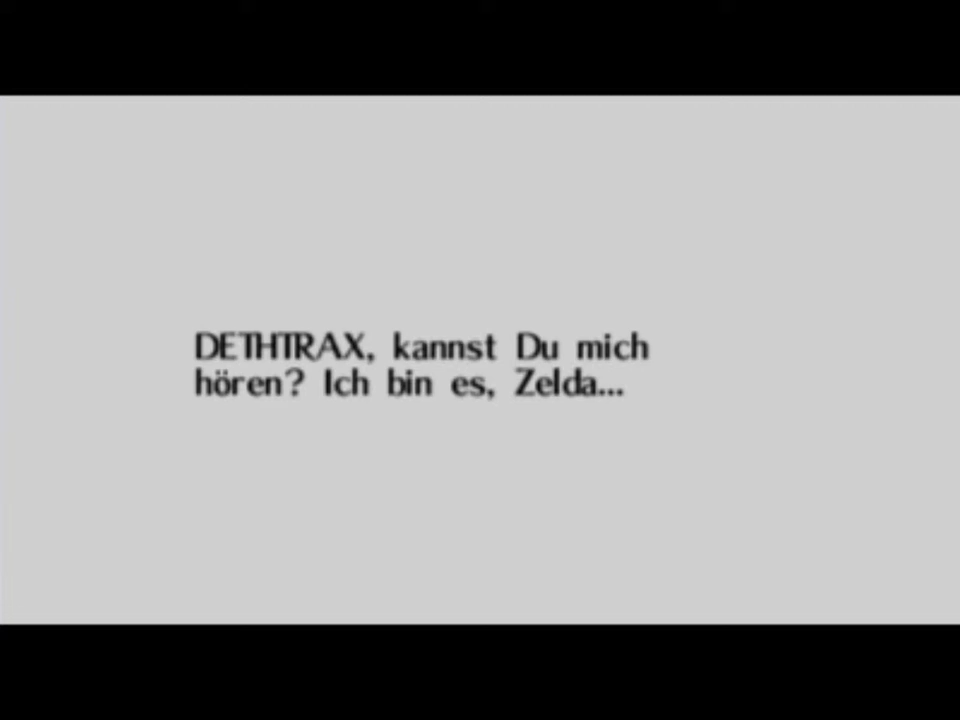 DETHTRAX, kannst Du mich
hören? Ich bin es, Zelda...